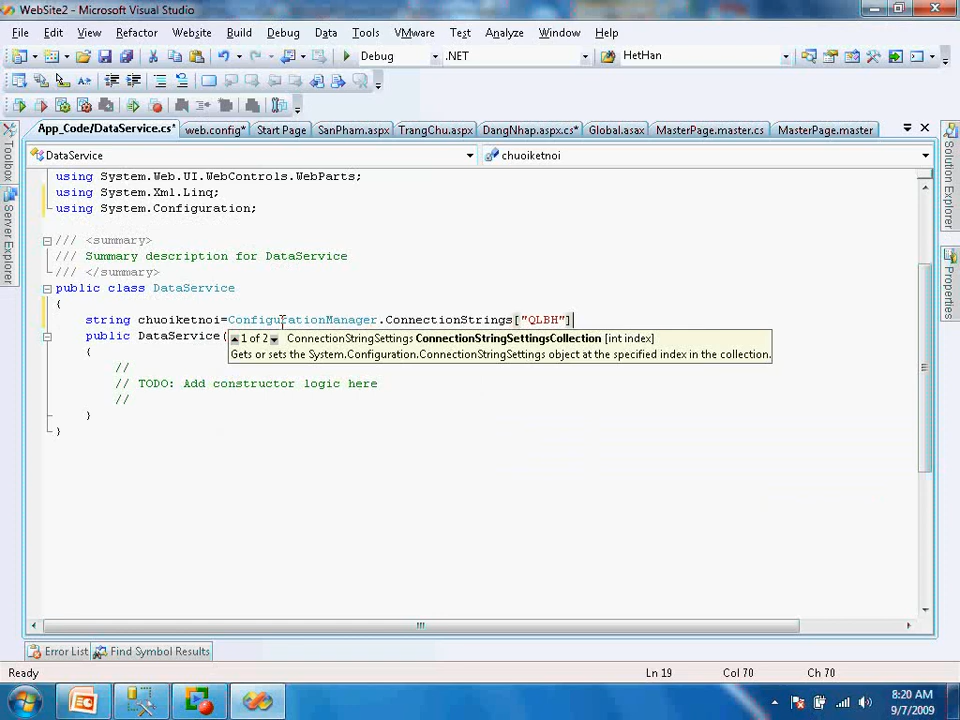 WebSite2 - Microsoft Visual Studio
File Edit View Refactor Website Build Debug Data Tools VMware Test Analyze Window Help
Debug .NET HetHan
App_Code/DataService.cs* web.config* Start Page SanPham.aspx TrangChu.aspx DangNhap.aspx.cs* Global.asax MasterPage.master.cs MasterPage.master
DataService chuoiketnoi
Toolbox
Server Explorer
using System.Web.UI.WebControls.WebParts;
using System.Xml.Linq;
using System.Configuration;
/// <summary>
/// Summary description for DataService
/// </summary>
public class DataService
{
string chuoiketnoi=ConfigurationManager.ConnectionStrings["QLBH"]
public DataService(
1 of 2 ConnectionStringSettings ConnectionStringSettingsCollection [int index]
Gets or sets the System.Configuration.ConnectionStringSettings object at the specified index in the collection.
{
//
// TODO: Add constructor logic here
//
}
}
Solution Explorer
Properties
Error List Find Symbol Results
Ready Ln 19 Col 70 Ch 70
8:20 AM
9/7/2009